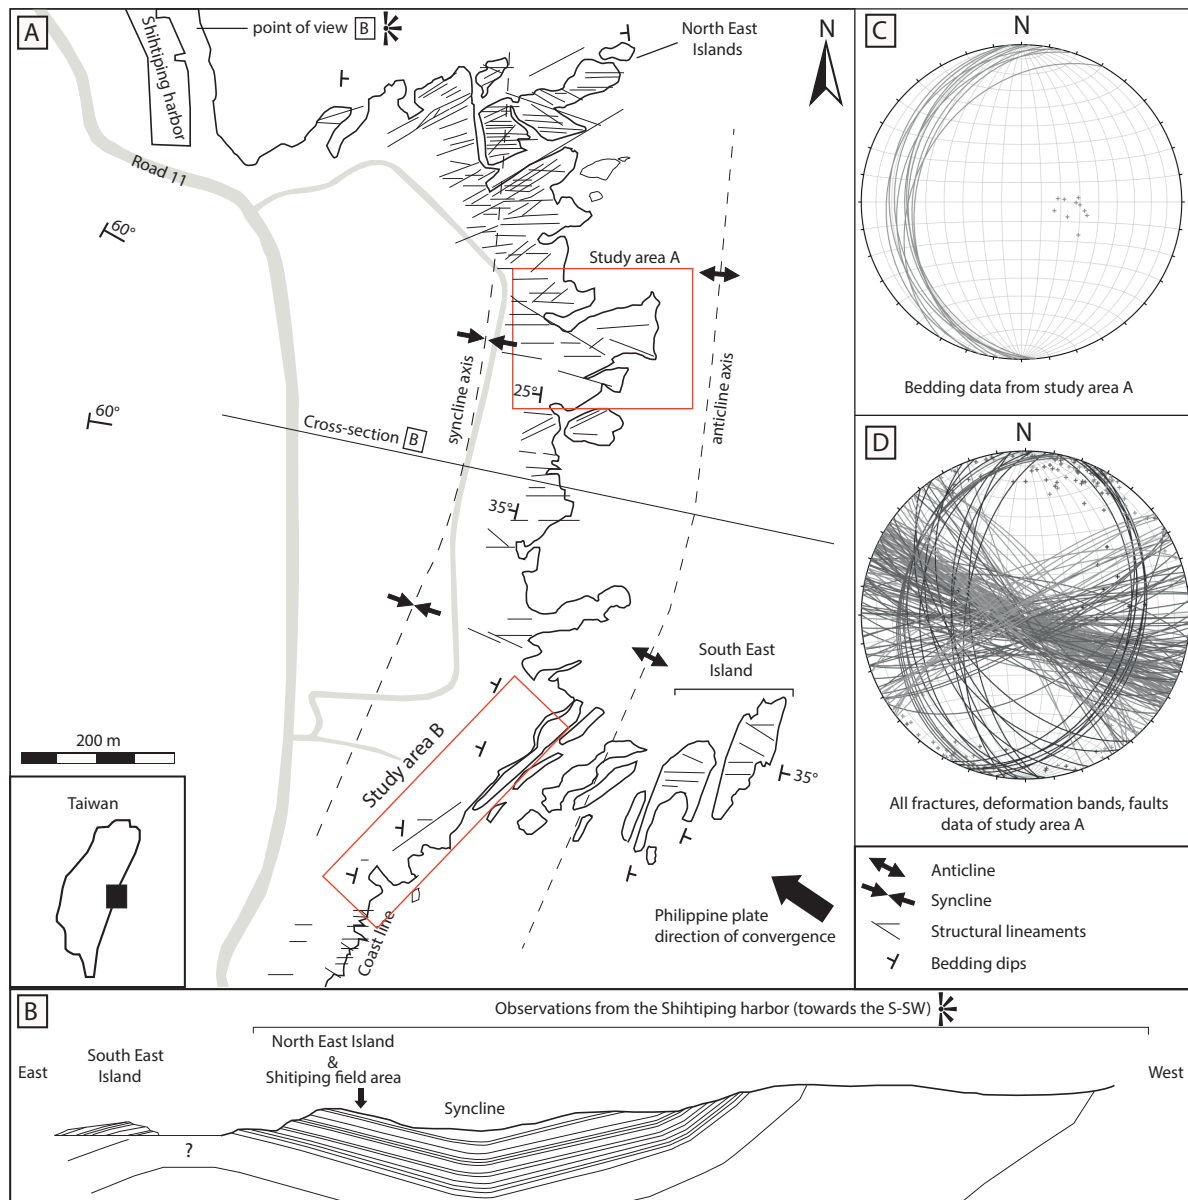 A
point of view B
Shihtiping harbor
North East
Islands
N
Road 11
60°
Study area A
syncline axis
anticline axis
25°
60°
Cross-section B
35°
South East
Island
Study area B
35°
200 m
Taiwan
Coast line
Philippine plate
direction of convergence
C
N
Bedding data from study area A
D
N
All fractures, deformation bands, faults
data of study area A
Anticline
Syncline
Structural lineaments
Bedding dips
B
Observations from the Shihtiping harbor (towards the S-SW)
East
South East
Island
North East Island
&
Shitiping field area
Syncline
West
?